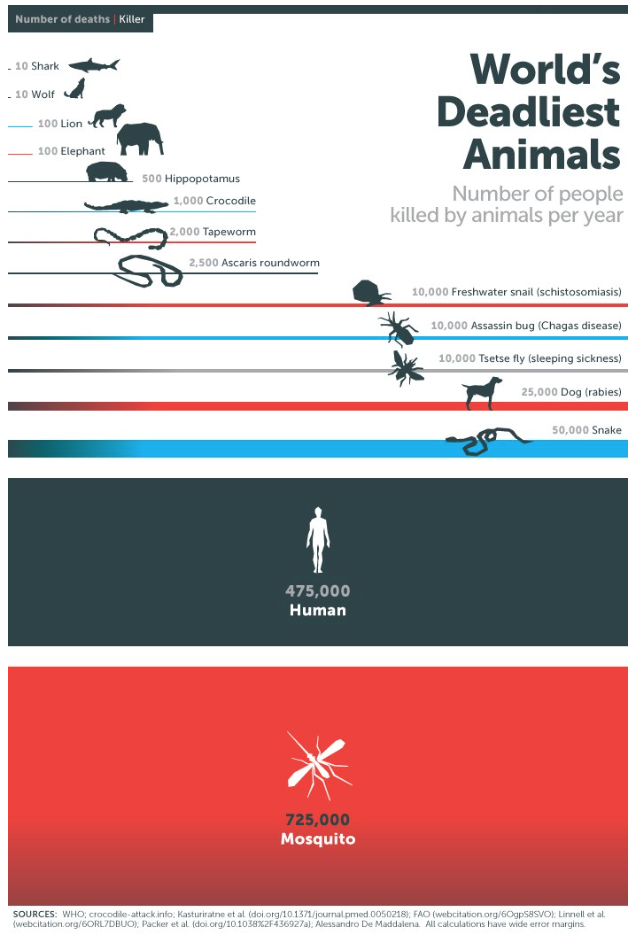 Number of deaths | Killer
World's
Deadliest
Animals
Number of people
killed by animals per year
10 Shark
10 Wolf
100 Lion
100 Elephant
500 Hippopotamus
1,000 Crocodile
2,000 Tapeworm
2,500 Ascaris roundworm
10,000 Freshwater snail (schistosomiasis)
10,000 Assassin bug (Chagas disease)
10,000 Tsetse fly (sleeping sickness)
25,000 Dog (rabies)
50,000 Snake
475,000
Human
725,000
Mosquito
SOURCES: WHO; crocodile-attack.info; Kasturiratne et al. (doi.org/10.1371/journal.pmed.0050218); FAO (webcitation.org/6OgpS8SVO); Linnell et al.
(webcitation.org/6ORL7DBUO); Packer et al. (doi.org/10.1038%2F436927a); Alessandro De Maddalena. All calculations have wide error margins.